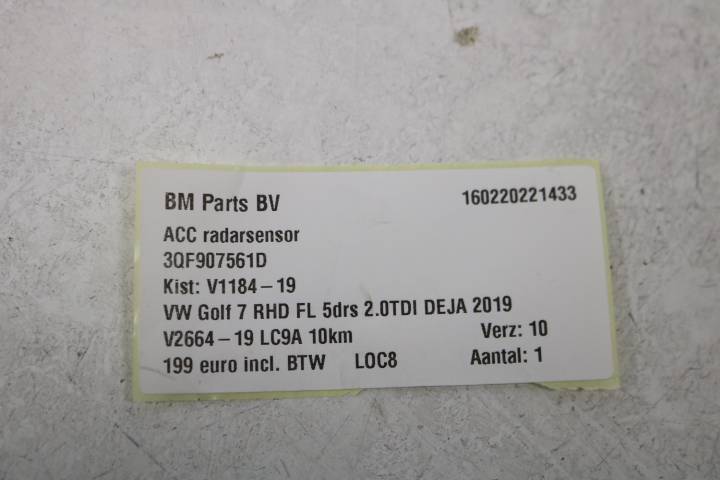 BM Parts BV 160220221433
ACC radarsensor
3QF907561D
Kist: V1184-19
VW Golf 7 RHD FL 5drs 2.0TDI DEJA 2019
V2664-19 LC9A 10km Verz: 10
199 euro incl. BTW LOC8 Aantal: 1